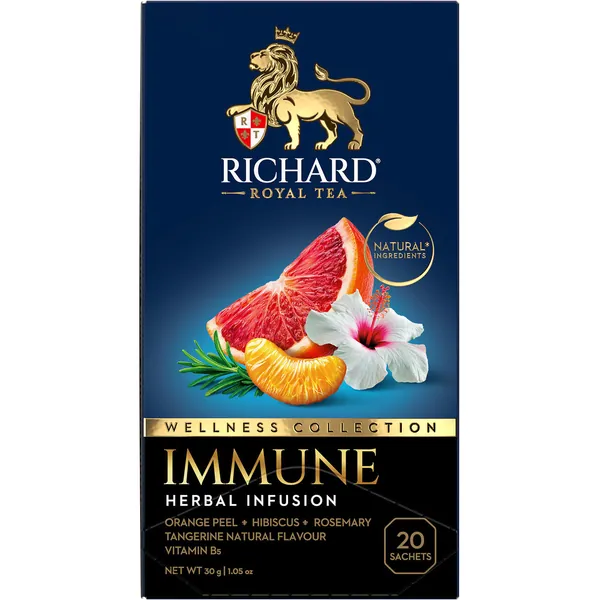 R T
RICHARD®
ROYAL TEA
NATURAL*
INGREDIENTS
WELLNESS COLLECTION
IMMUNE
HERBAL INFUSION
ORANGE PEEL + HIBISCUS + ROSEMARY
TANGERINE NATURAL FLAVOUR
VITAMIN B5
NET WT 30 g | 1.05 oz
20
SACHETS